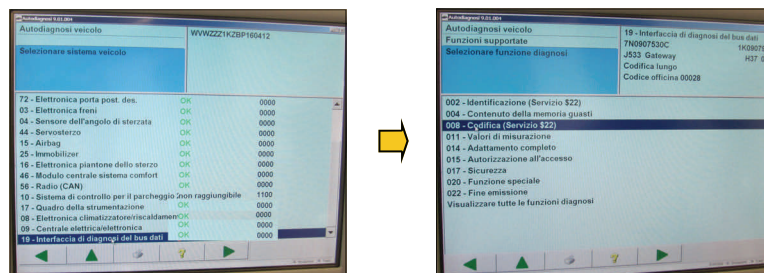 Autodiagnosi 9.01.004
Autodiagnosi veicolo
WVWZZZ1KZBP160412
Selezionare sistema veicolo
72 - Elettronica porta post. des. OK 0000
03 - Elettronica freni OK 0000
04 - Sensore dell'angolo di sterzata OK 0000
44 - Servosterzo OK 0000
15 - Airbag OK 0000
25 - Immobilizer OK 0000
16 - Elettronica piantone dello sterzo OK 0000
46 - Modulo centrale sistema comfort OK 0000
56 - Radio (CAN) OK 0000
10 - Sistema di controllo per il parcheggio 2non raggiungibile 1100
17 - Quadro della strumentazione OK 0000
08 - Elettronica climatizzatore/riscaldamen OK 0000
09 - Centrale elettrica/elettronica OK 0000
19 - Interfaccia di diagnosi del bus dati OK 0000
Autodiagnosi 9.01.004
Autodiagnosi veicolo
Funzioni supportate
Selezionare funzione diagnosi
19 - Interfaccia di diagnosi del bus dati
7N0907530C 1K09079
J533 Gateway H37 0
Codifica lungo
Codice officina 00028
002 - Identificazione (Servizio $22)
004 - Contenuto della memoria guasti
008 - Codifica (Servizio $22)
011 - Valori di misurazione
014 - Adattamento completo
015 - Autorizzazione all'accesso
017 - Sicurezza
020 - Funzione speciale
022 - Fine emissione
Visualizzare tutte le funzioni diagnosi